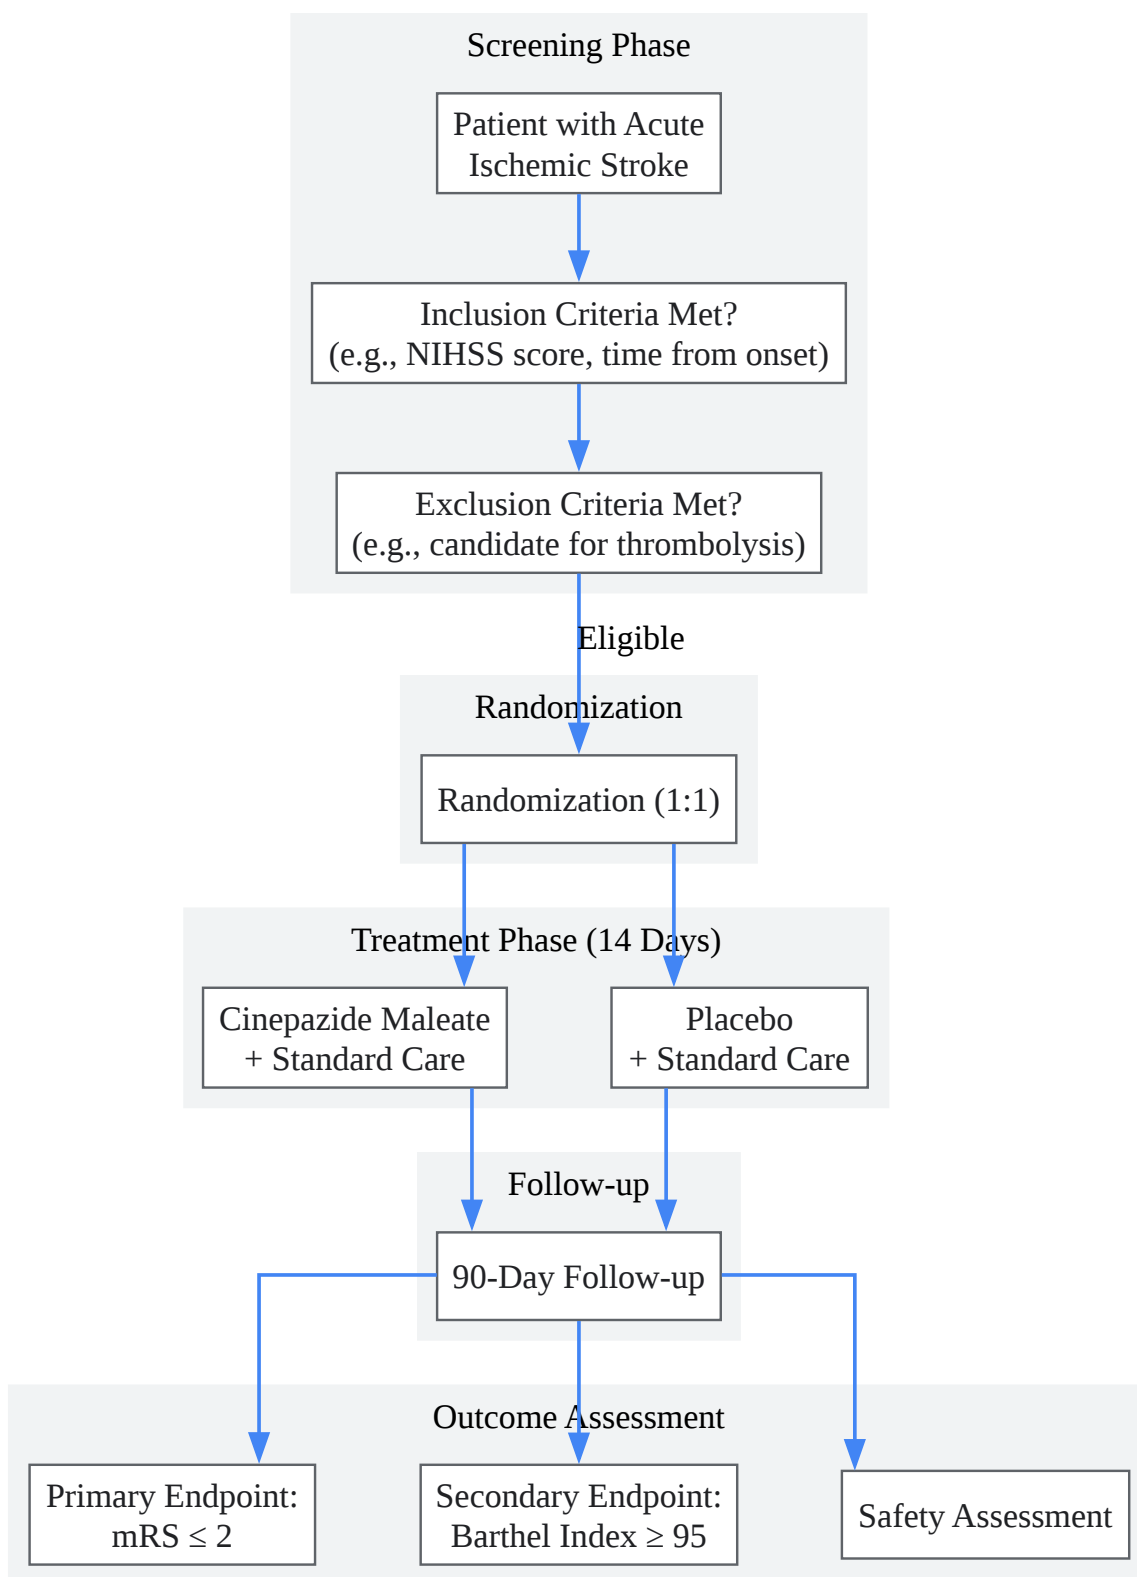 Screening Phase
Patient with Acute
Ischemic Stroke
Inclusion Criteria Met?
(e.g., NIHSS score, time from onset)
Exclusion Criteria Met?
(e.g., candidate for thrombolysis)
Eligible
Randomization
Randomization (1:1)
Treatment Phase (14 Days)
Cinepazide Maleate
+ Standard Care
Placebo
+ Standard Care
Follow-up
90-Day Follow-up
Outcome Assessment
Primary Endpoint:
mRS ≤ 2
Secondary Endpoint:
Barthel Index ≥ 95
Safety Assessment